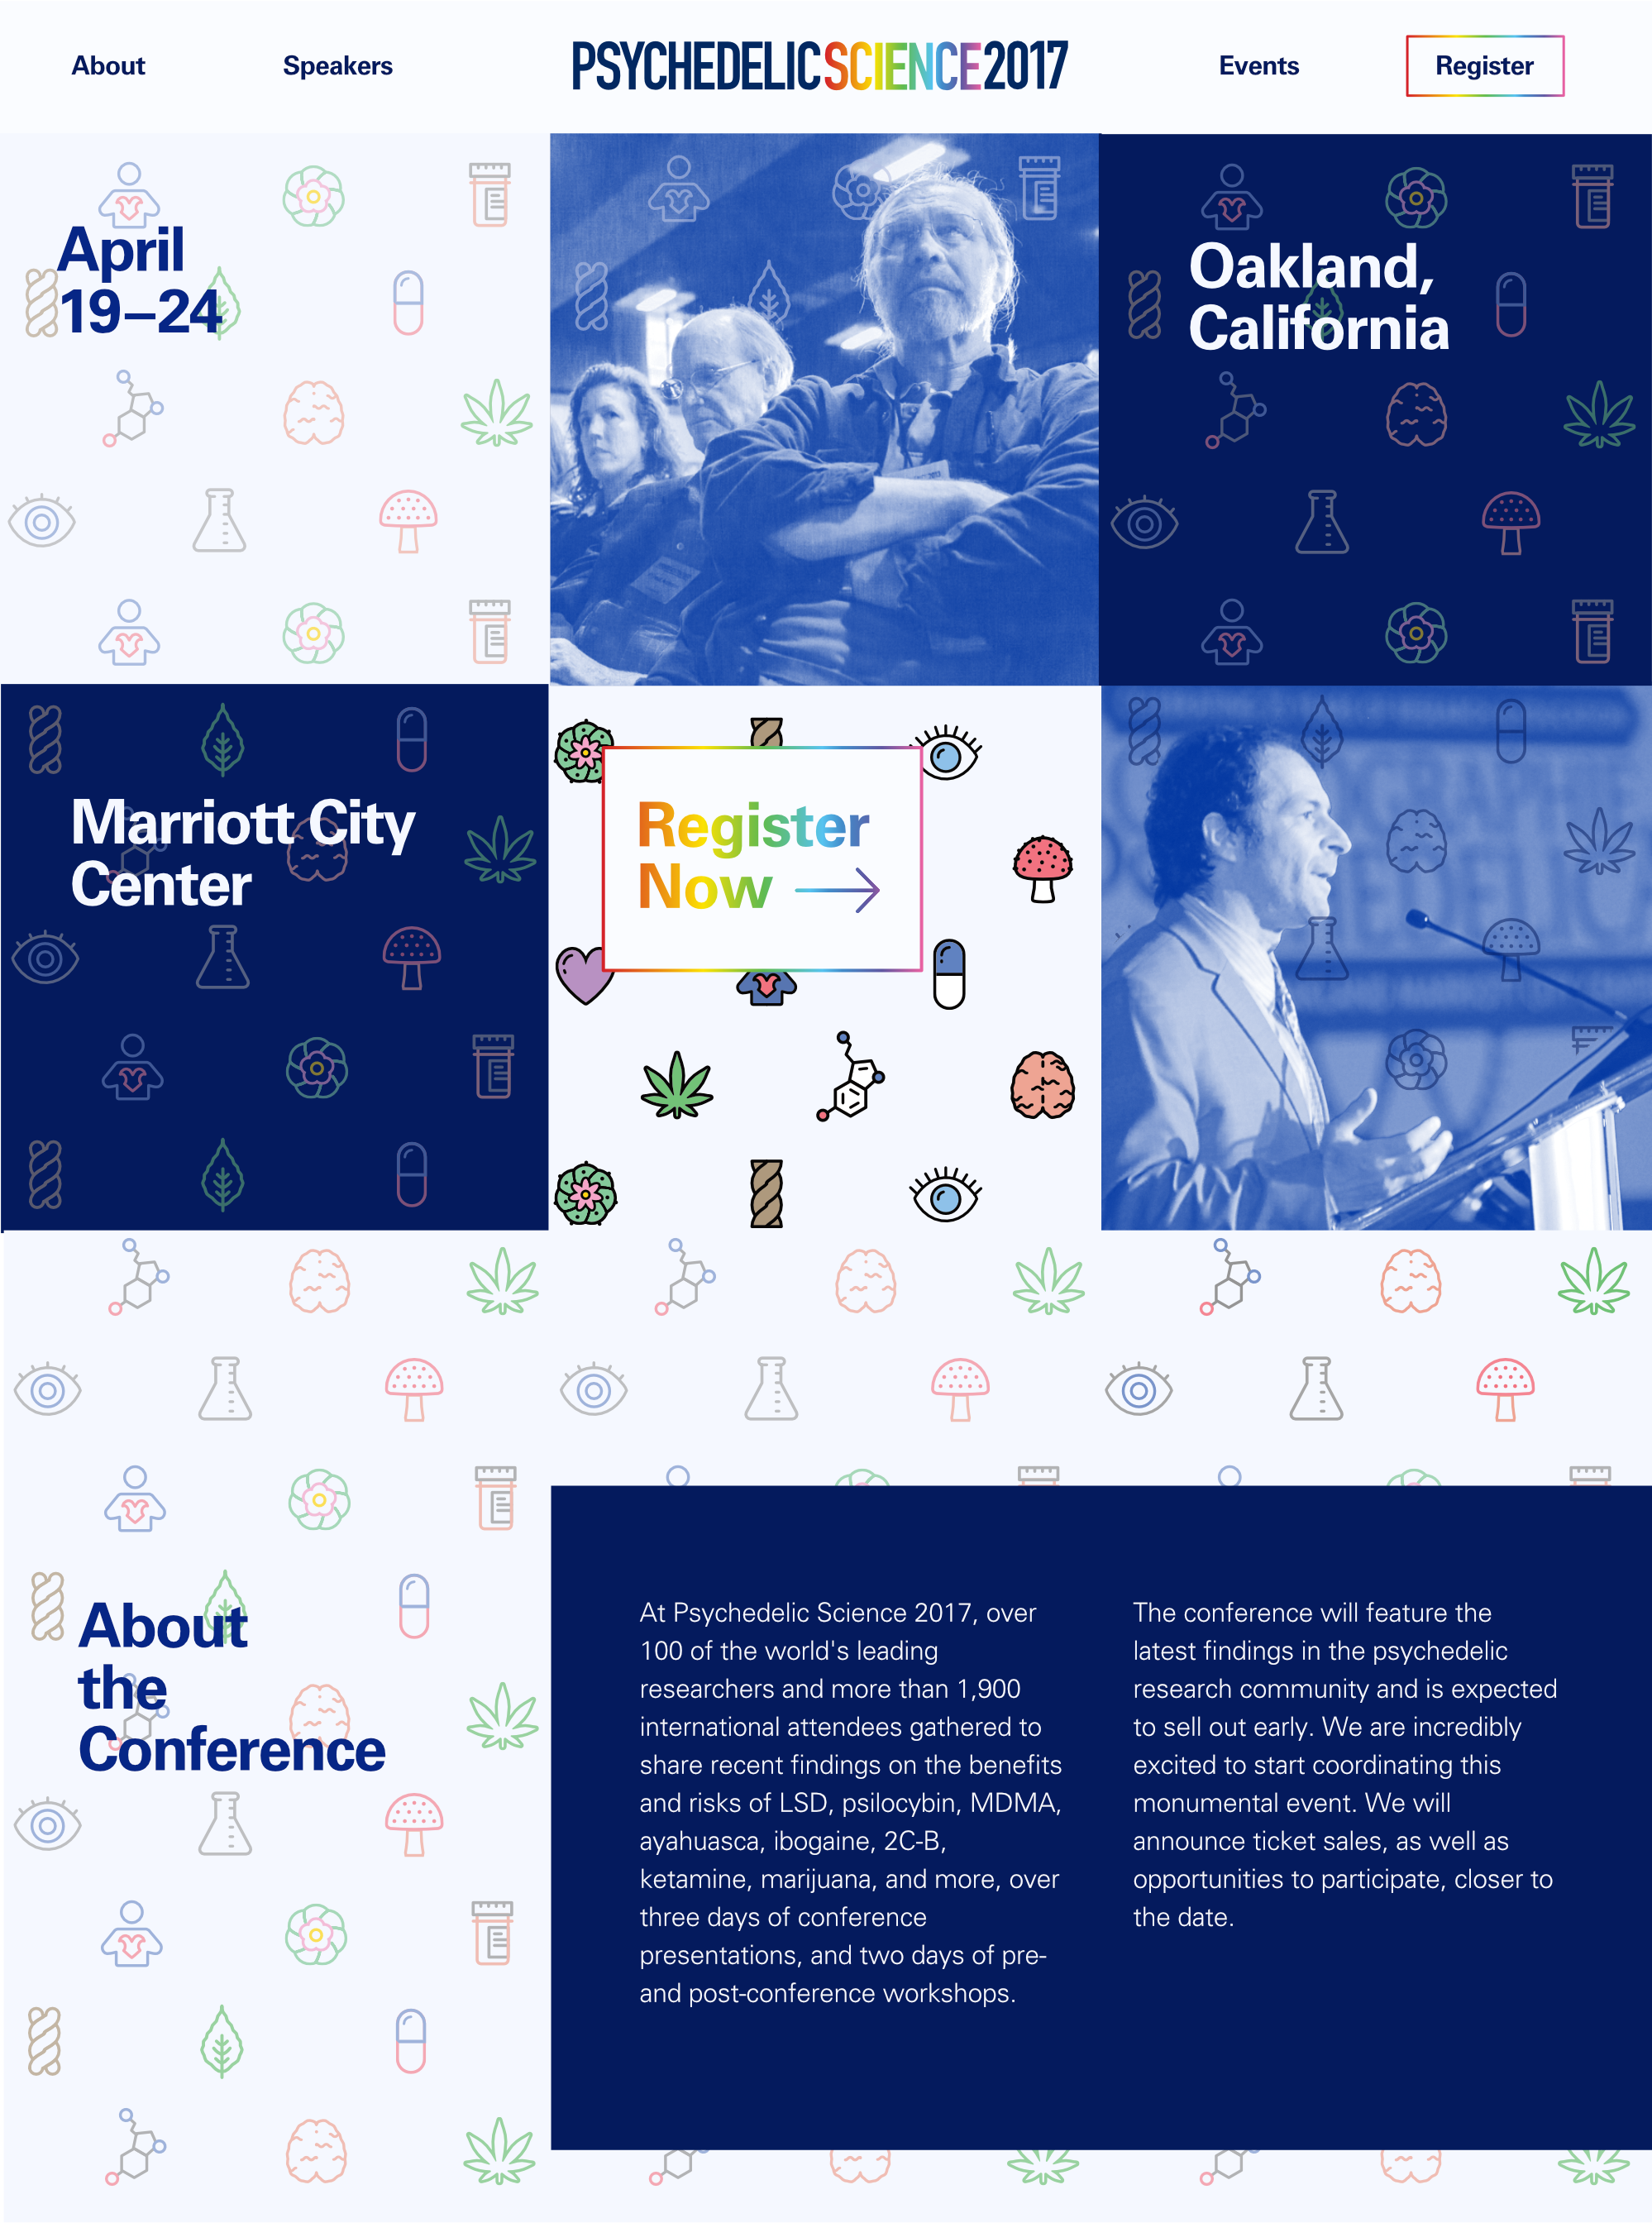 About
Speakers
PSYCHEDELICSCIENCE2017
Events
Register
April
19–24
Oakland,
California
Marriott City
Center
Register
Now
About
the
Conference
At Psychedelic Science 2017, over
100 of the world's leading
researchers and more than 1,900
international attendees gathered to
share recent findings on the benefits
and risks of LSD, psilocybin, MDMA,
ayahuasca, ibogaine, 2C-B,
ketamine, marijuana, and more, over
three days of conference
presentations, and two days of pre-
and post-conference workshops.
The conference will feature the
latest findings in the psychedelic
research community and is expected
to sell out early. We are incredibly
excited to start coordinating this
monumental event. We will
announce ticket sales, as well as
opportunities to participate, closer to
the date.